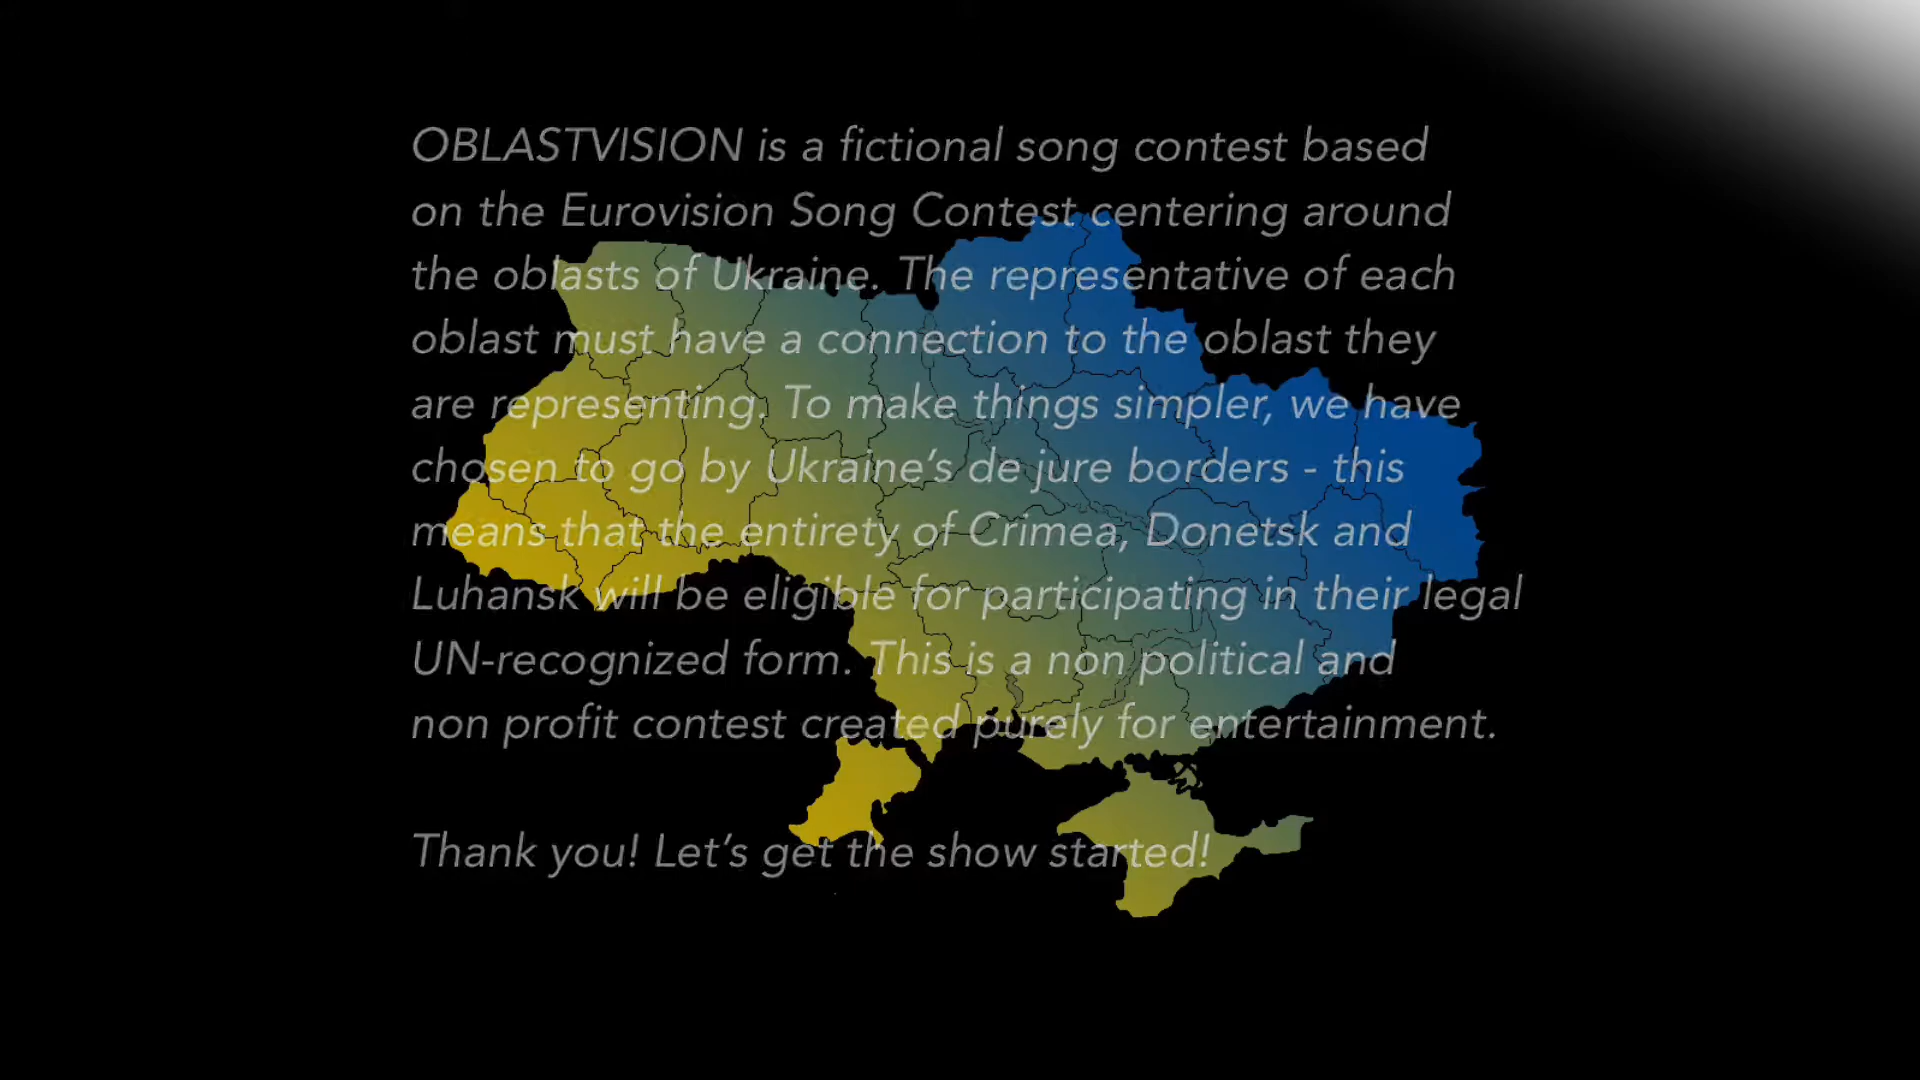 OBLASTVISION is a fictional song contest based
on the Eurovision Song Contest centering around
the oblasts of Ukraine. The representative of each
oblast must have a connection to the oblast they
are representing. To make things simpler, we have
chosen to go by Ukraine's de jure borders - this
means that the entirety of Crimea, Donetsk and
Luhansk will be eligible for participating in their legal
UN-recognized form. This is a non political and
non profit contest created purely for entertainment.
Thank you! Let's get the show started!